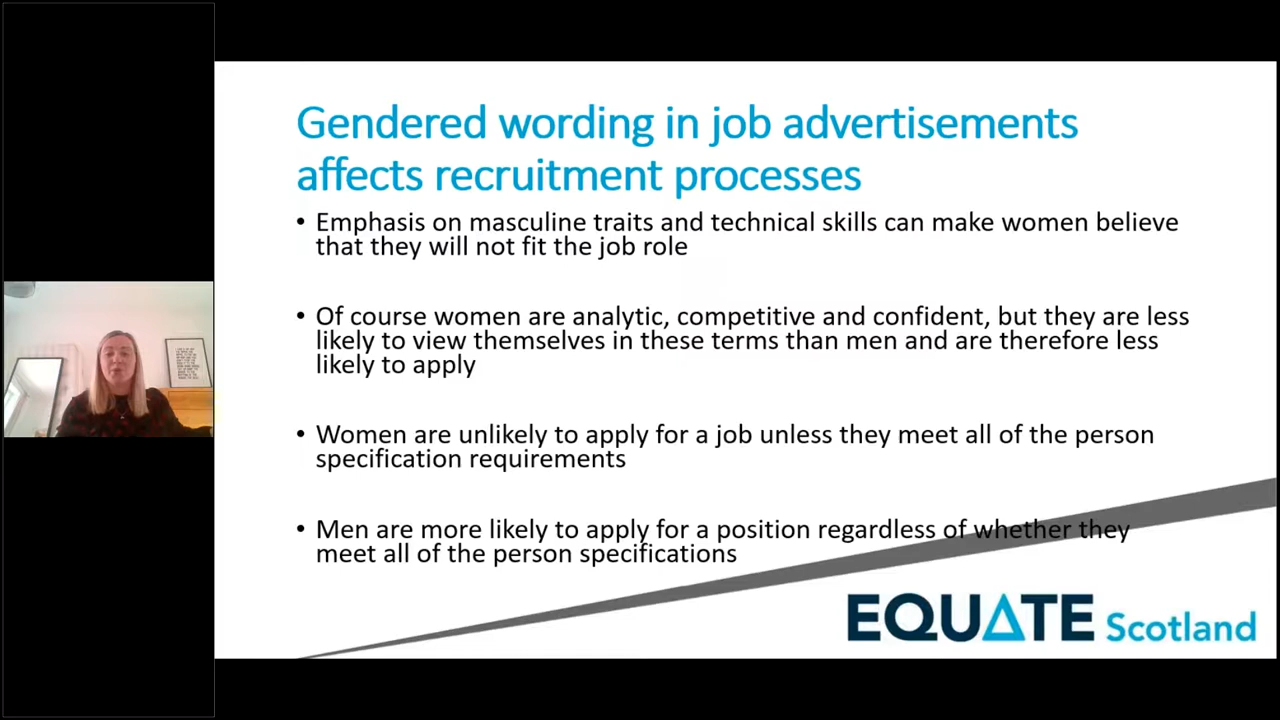 Gendered wording in job advertisements
affects recruitment processes
• Emphasis on masculine traits and technical skills can make women believe
that they will not fit the job role
• Of course women are analytic, competitive and confident, but they are less
likely to view themselves in these terms than men and are therefore less
likely to apply
• Women are unlikely to apply for a job unless they meet all of the person
specification requirements
• Men are more likely to apply for a position regardless of whether they
meet all of the person specifications
EQUATE Scotland